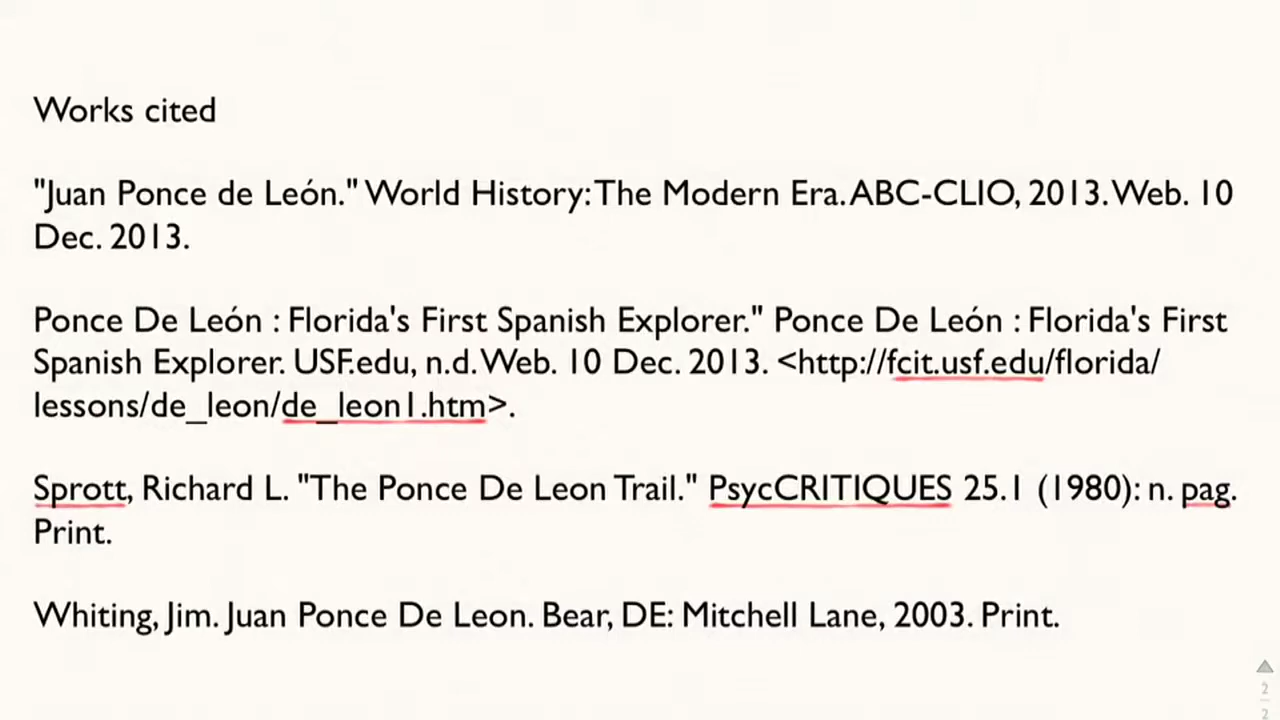 Works cited
"Juan Ponce de León." World History: The Modern Era. ABC-CLIO, 2013. Web. 10
Dec. 2013.
Ponce De León : Florida's First Spanish Explorer." Ponce De León : Florida's First
Spanish Explorer. USF.edu, n.d. Web. 10 Dec. 2013. <http://fcit.usf.edu/florida/
lessons/de_leon/de_leon1.htm>.
Sprott, Richard L. "The Ponce De Leon Trail." PsycCRITIQUES 25.1 (1980): n. pag.
Print.
Whiting, Jim. Juan Ponce De Leon. Bear, DE: Mitchell Lane, 2003. Print.
2
2